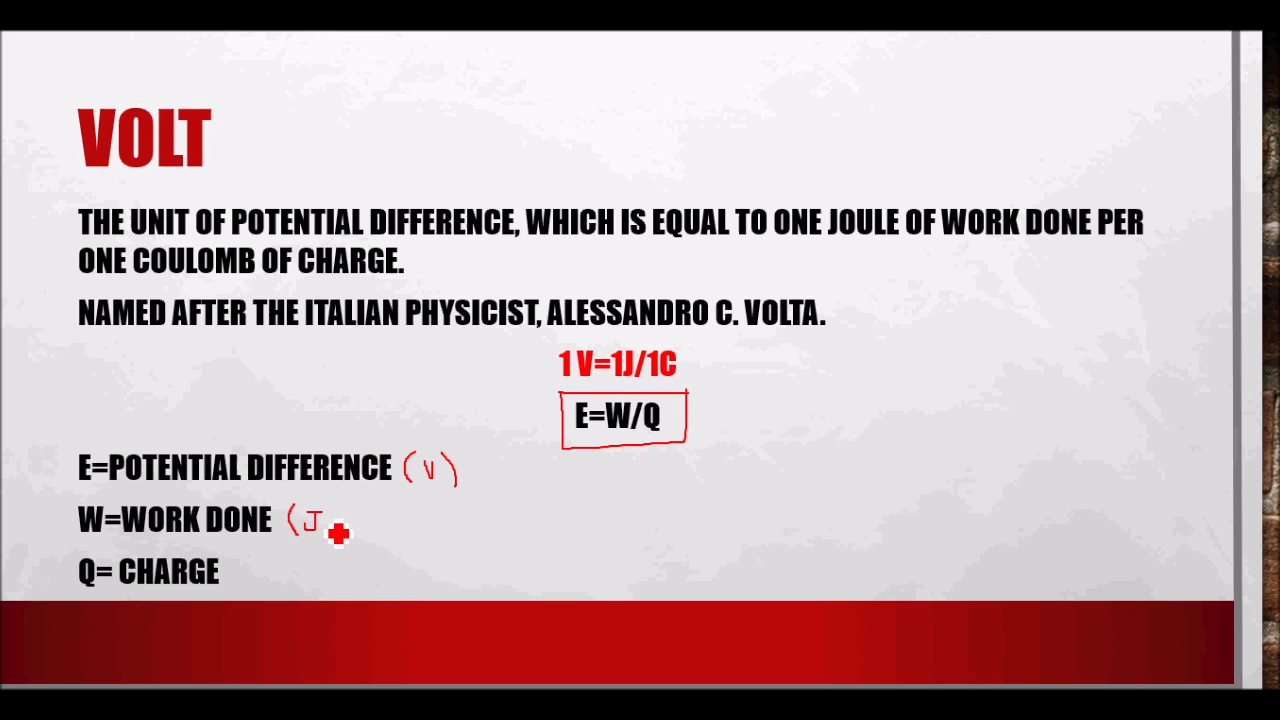 VOLT
THE UNIT OF POTENTIAL DIFFERENCE, WHICH IS EQUAL TO ONE JOULE OF WORK DONE PER
ONE COULOMB OF CHARGE.
NAMED AFTER THE ITALIAN PHYSICIST, ALESSANDRO C. VOLTA.
1 V=1J/1C
E=W/Q
E=POTENTIAL DIFFERENCE (V)
W=WORK DONE (J
Q= CHARGE